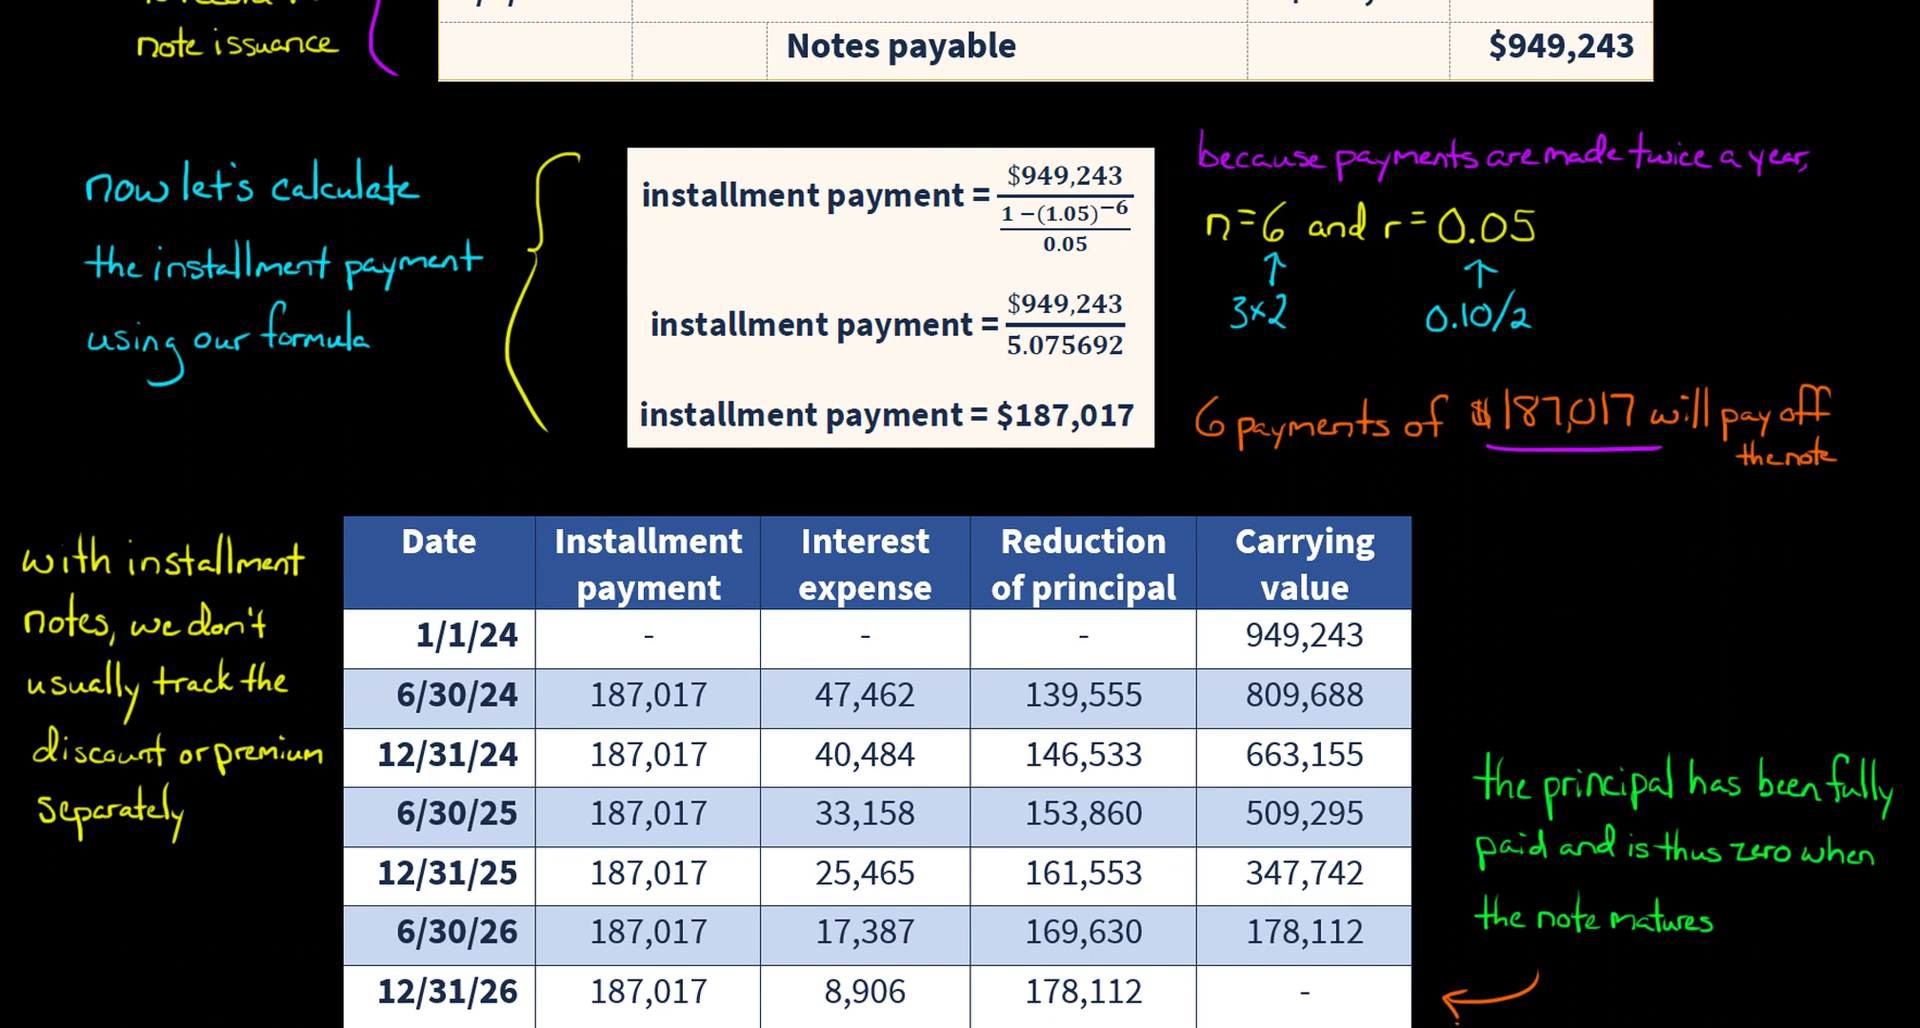 note issuance
Notes payable $949,243
now let's calculate
the installment payment
using our formula
installment payment = $949,243 / ((1 −(1.05)⁻⁶) / 0.05)
installment payment = $949,243 / 5.075692
installment payment = $187,017
because payments are made twice a year,
n=6 and r=0.05
↑ ↑
3×2 0.10/2
6 payments of $187,017 will pay off
the note
with installment
notes, we don't
usually track the
discount or premium
separately
Date Installment payment Interest expense Reduction of principal Carrying value
1/1/24 - - - 949,243
6/30/24 187,017 47,462 139,555 809,688
12/31/24 187,017 40,484 146,533 663,155
6/30/25 187,017 33,158 153,860 509,295
12/31/25 187,017 25,465 161,553 347,742
6/30/26 187,017 17,387 169,630 178,112
12/31/26 187,017 8,906 178,112 -
the principal has been fully
paid and is thus zero when
the note matures